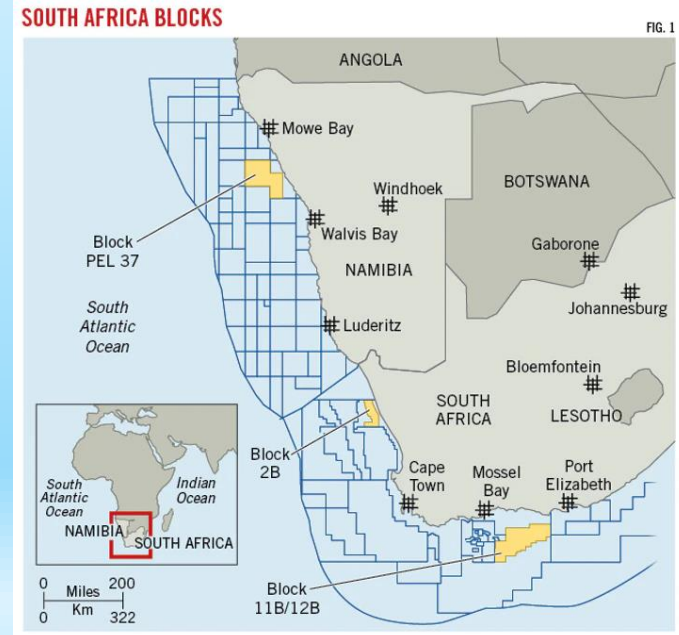 SOUTH AFRICA BLOCKS
FIG. 1
ANGOLA
Mowe Bay
Windhoek
BOTSWANA
Walvis Bay
Block
PEL 37
Gaborone
NAMIBIA
Johannesburg
South
Atlantic
Ocean
Luderitz
Bloemfontein
SOUTH
AFRICA
LESOTHO
Block
2B
Cape
Town
Mossel
Bay
Port
Elizabeth
South
Atlantic
Ocean
Indian
Ocean
NAMIBIA
SOUTH AFRICA
0 Miles 200
0 Km 322
Block
11B/12B